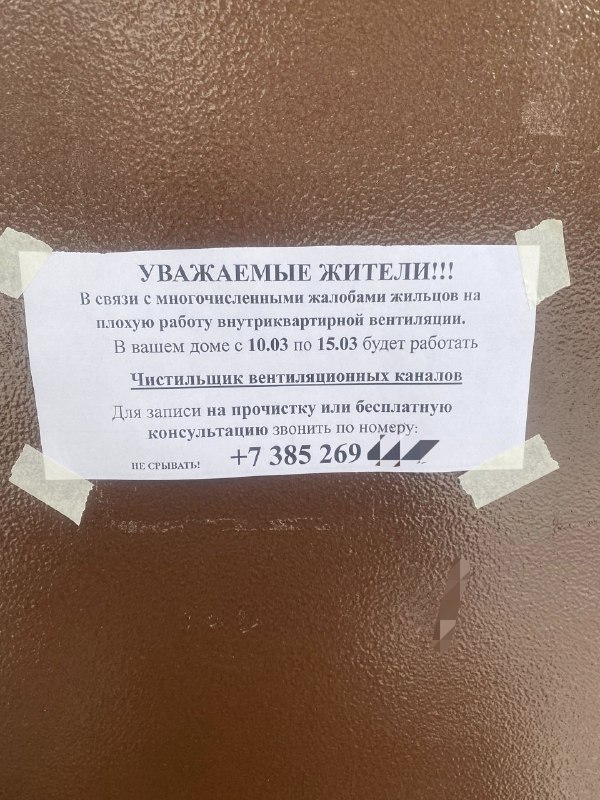 УВАЖАЕМЫЕ ЖИТЕЛИ!!!
В связи с многочисленными жалобами жильцов на
плохую работу внутриквартирной вентиляции.
В вашем доме с 10.03 по 15.03 будет работать
Чистильщик вентиляционных каналов
Для записи на прочистку или бесплатную
консультацию звонить по номеру:
НЕ СРЫВАТЬ! +7 385 269